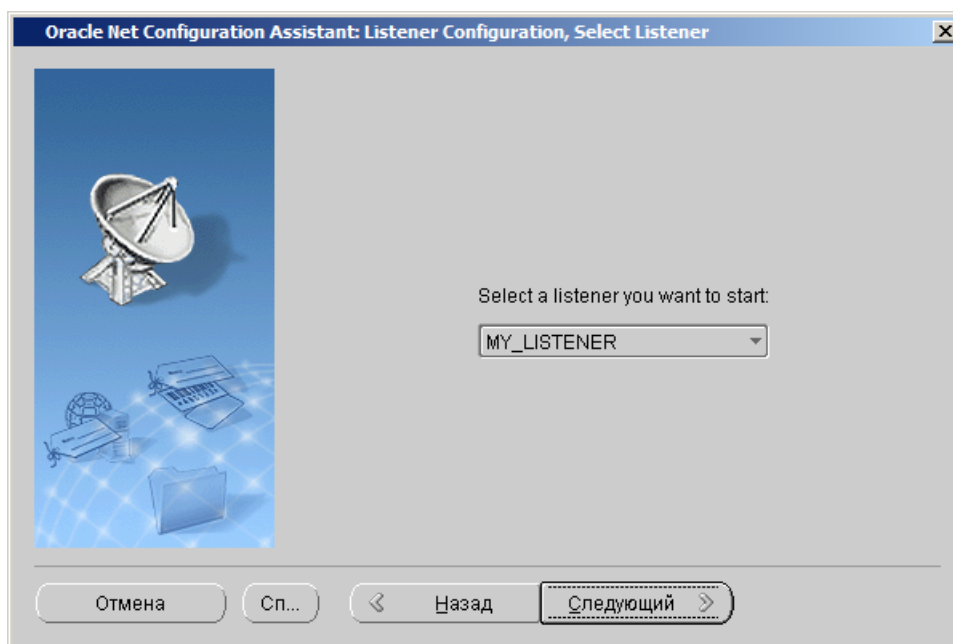 Oracle Net Configuration Assistant: Listener Configuration, Select Listener
Select a listener you want to start:
MY_LISTENER
Отмена
Сп...
Назад
Следующий